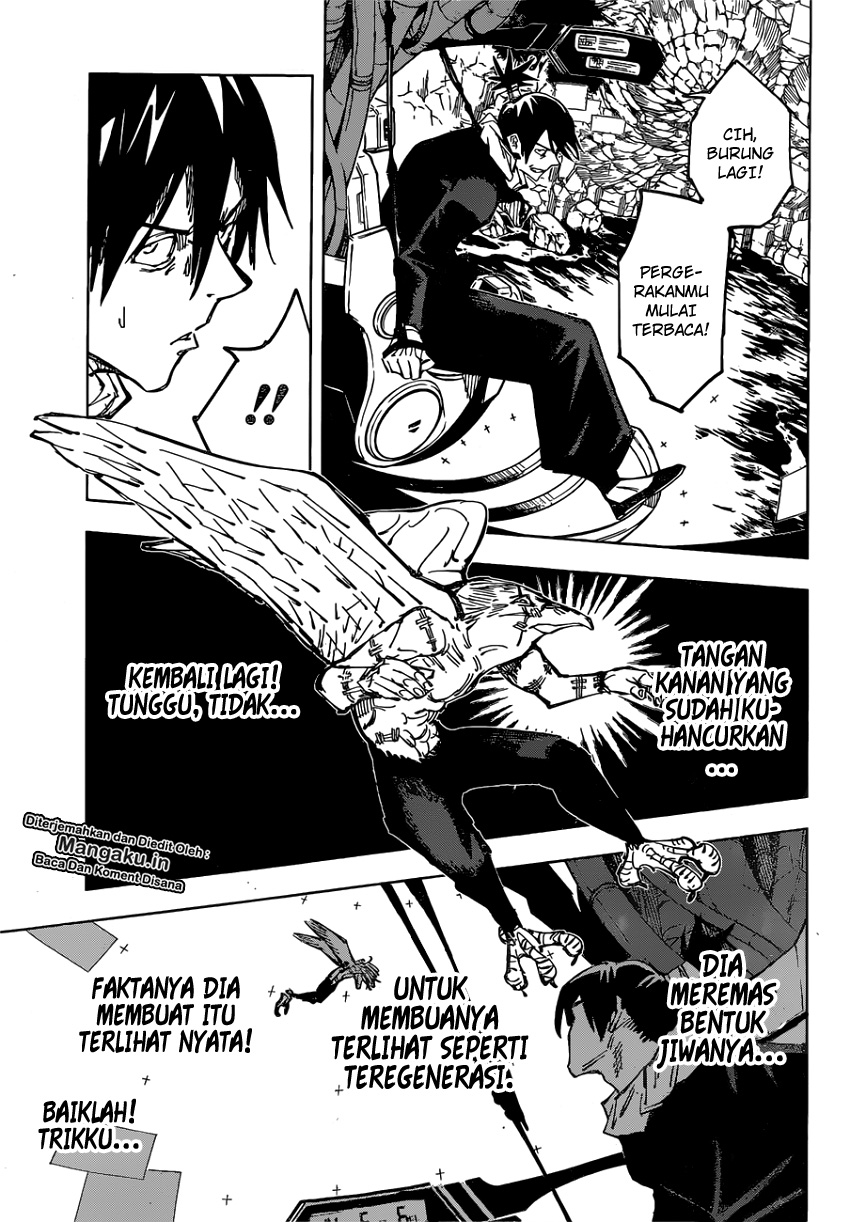 CIH,
BURUNG
LAGI!
PERGE-
RAKANMU
MULAI
TERBACA!
!!
TANGAN
KANAN YANG
SUDAH KU-
HANCURKAN
...
KEMBALI LAGI!
TUNGGU, TIDAK...
Diterjemahkan dan Diedit Oleh :
Mangaku.in
Baca Dan Koment Disana
DIA
MEREMAS
BENTUK
JIWANYA...
UNTUK
MEMBUANYA
TERLIHAT SEPERTI
TEREGENERASI.
FAKTANYA DIA
MEMBUAT ITU
TERLIHAT NYATA!
BAIKLAH!
TRIKKU...